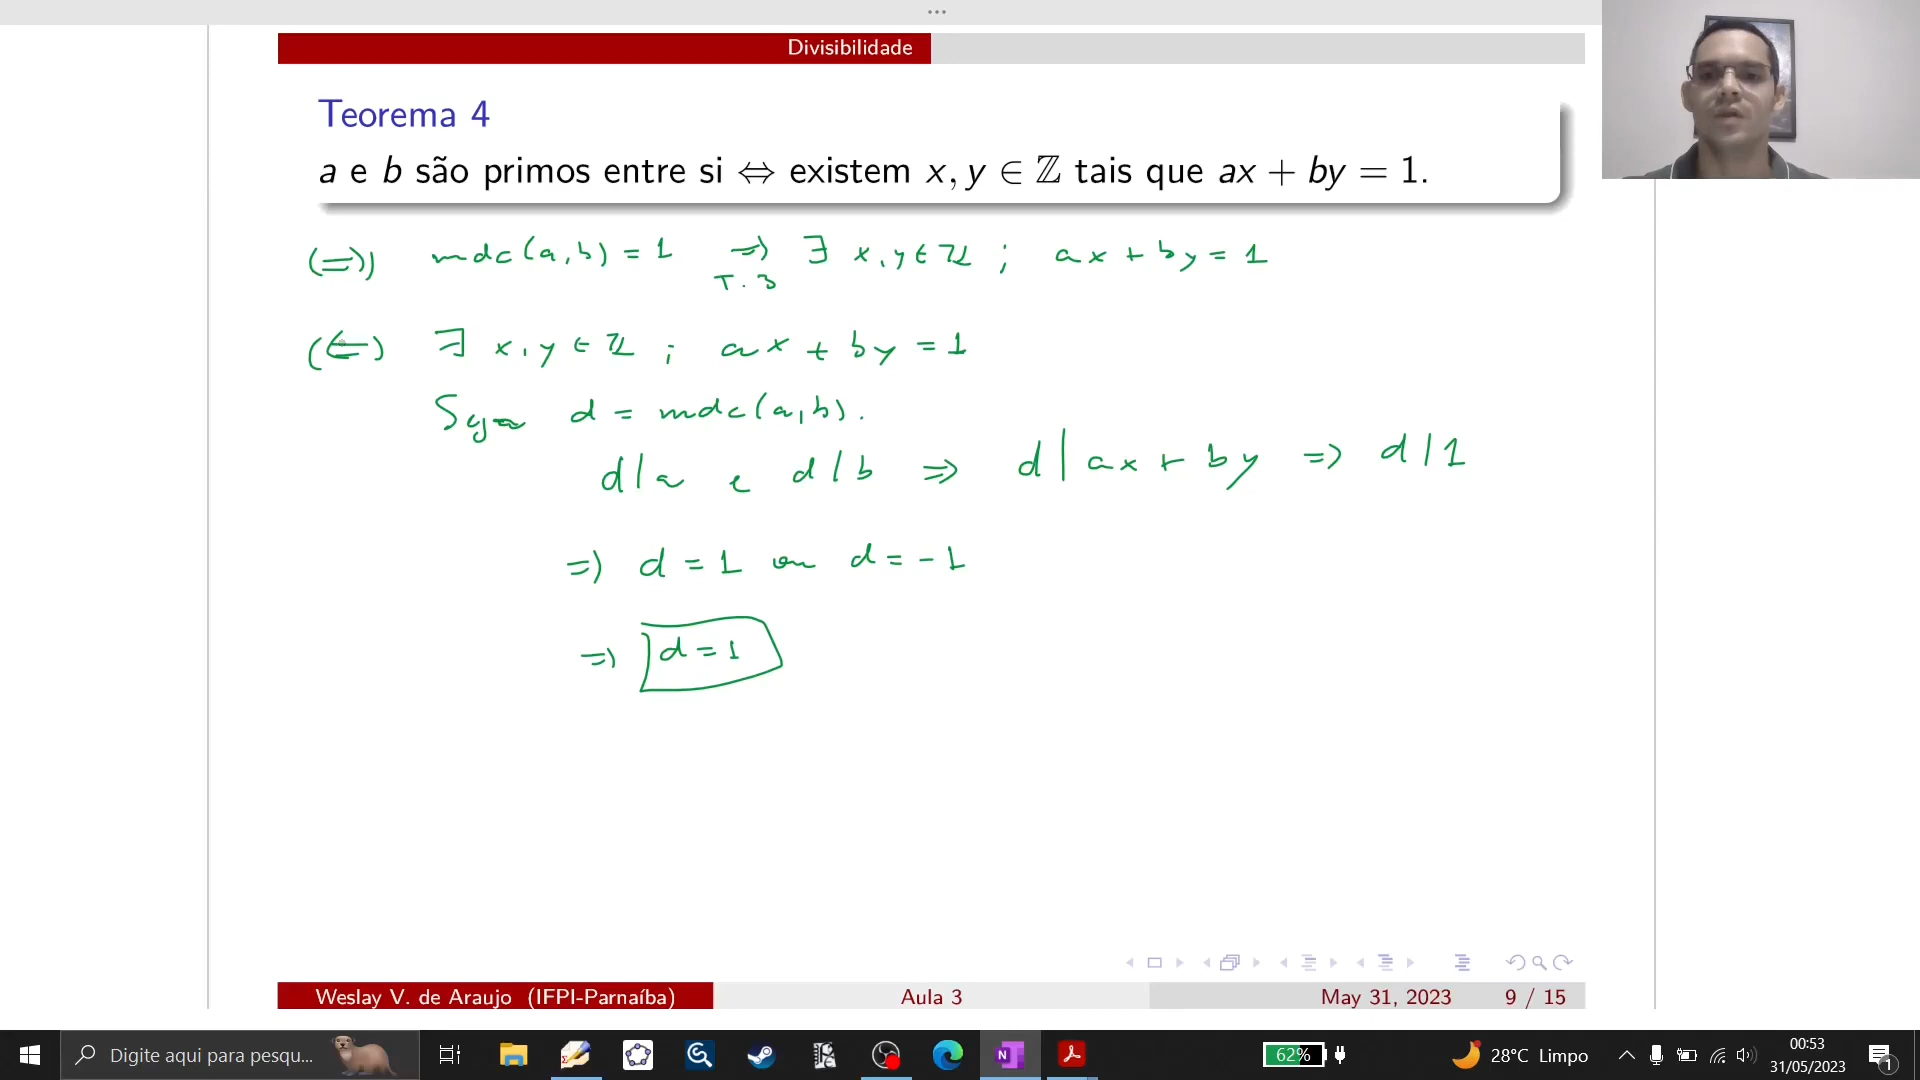 Divisibilidade
Teorema 4
a e b são primos entre si ⇔ existem x, y ∈ ℤ tais que ax + by = 1.
(⇒) mdc(a,b) = 1 ⇒ ∃ x,y ∈ ℤ ; ax + by = 1
T.3
(⇐) ∃ x,y ∈ ℤ ; ax + by = 1
Seja d = mdc(a,b).
d|a e d|b ⇒ d|ax + by ⇒ d|1
⇒ d = 1 ou d = -1
⇒ d = 1
Weslay V. de Araujo (IFPI-Parnaíba) Aula 3 May 31, 2023 9 / 15
Digite aqui para pesqu... 62% 28°C Limpo 00:53
31/05/2023 1